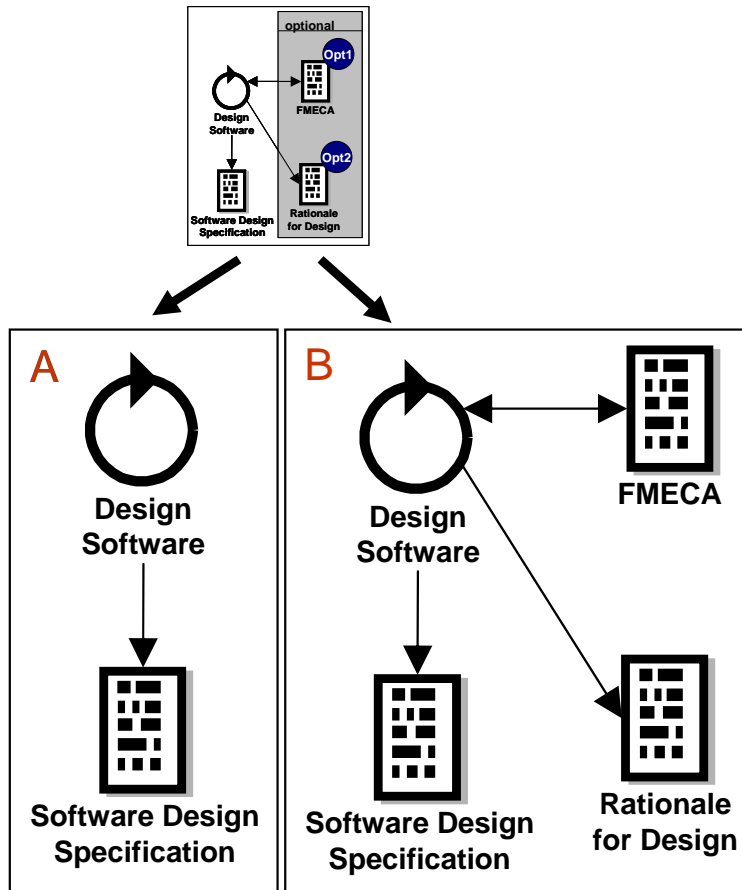 optional
Opt1
FMECA
Design
Software
Opt2
Software Design
Specification
Rationale
for Design
A
Design
Software
Software Design
Specification
B
FMECA
Design
Software
Software Design
Specification
Rationale
for Design